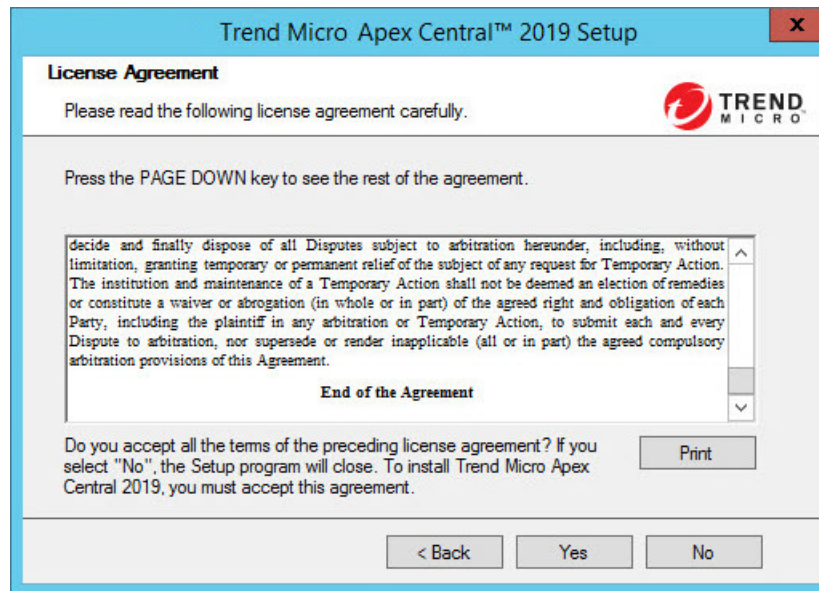 Trend Micro Apex Central™ 2019 Setup
x
License Agreement
Please read the following license agreement carefully.
TREND
MICRO
Press the PAGE DOWN key to see the rest of the agreement.
decide and finally dispose of all Disputes subject to arbitration hereunder, including, without
limitation, granting temporary or permanent relief of the subject of any request for Temporary Action.
The institution and maintenance of a Temporary Action shall not be deemed an election of remedies
or constitute a waiver or abrogation (in whole or in part) of the agreed right and obligation of each
Party, including the plaintiff in any arbitration or Temporary Action, to submit each and every
Dispute to arbitration, nor supersede or render inapplicable (all or in part) the agreed compulsory
arbitration provisions of this Agreement.
End of the Agreement
Do you accept all the terms of the preceding license agreement? If you
select "No", the Setup program will close. To install Trend Micro Apex
Central 2019, you must accept this agreement.
Print
< Back
Yes
No